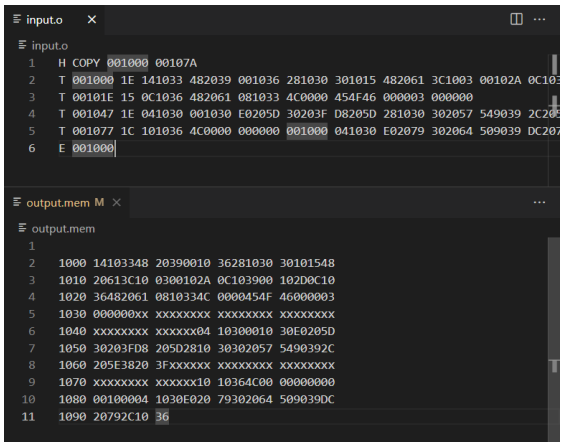 input.o
input.o
1 H COPY 001000 00107A
2 T 001000 1E 141033 482039 001036 281030 301015 482061 3C1003 00102A 0C103
3 T 00101E 15 0C1036 482061 081033 4C0000 454F46 000003 000000
4 T 001047 1E 041030 001030 E0205D 30203F D8205D 281030 302057 549039 2C205
5 T 001077 1C 101036 4C0000 000000 001000 041030 E02079 302064 509039 DC207
6 E 001000
output.mem M
output.mem
1
2 1000 14103348 20390010 36281030 30101548
3 1010 20613C10 0300102A 0C103900 102D0C10
4 1020 36482061 0810334C 0000454F 46000003
5 1030 000000xx xxxxxxxx xxxxxxxx xxxxxxxx
6 1040 xxxxxxxx xxxxxx04 10300010 30E0205D
7 1050 30203FD8 205D2810 30302057 5490392C
8 1060 205E3820 3Fxxxxxx xxxxxxxx xxxxxxxx
9 1070 xxxxxxxx xxxxxx10 10364C00 00000000
10 1080 00100004 1030E020 79302064 509039DC
11 1090 20792C10 36